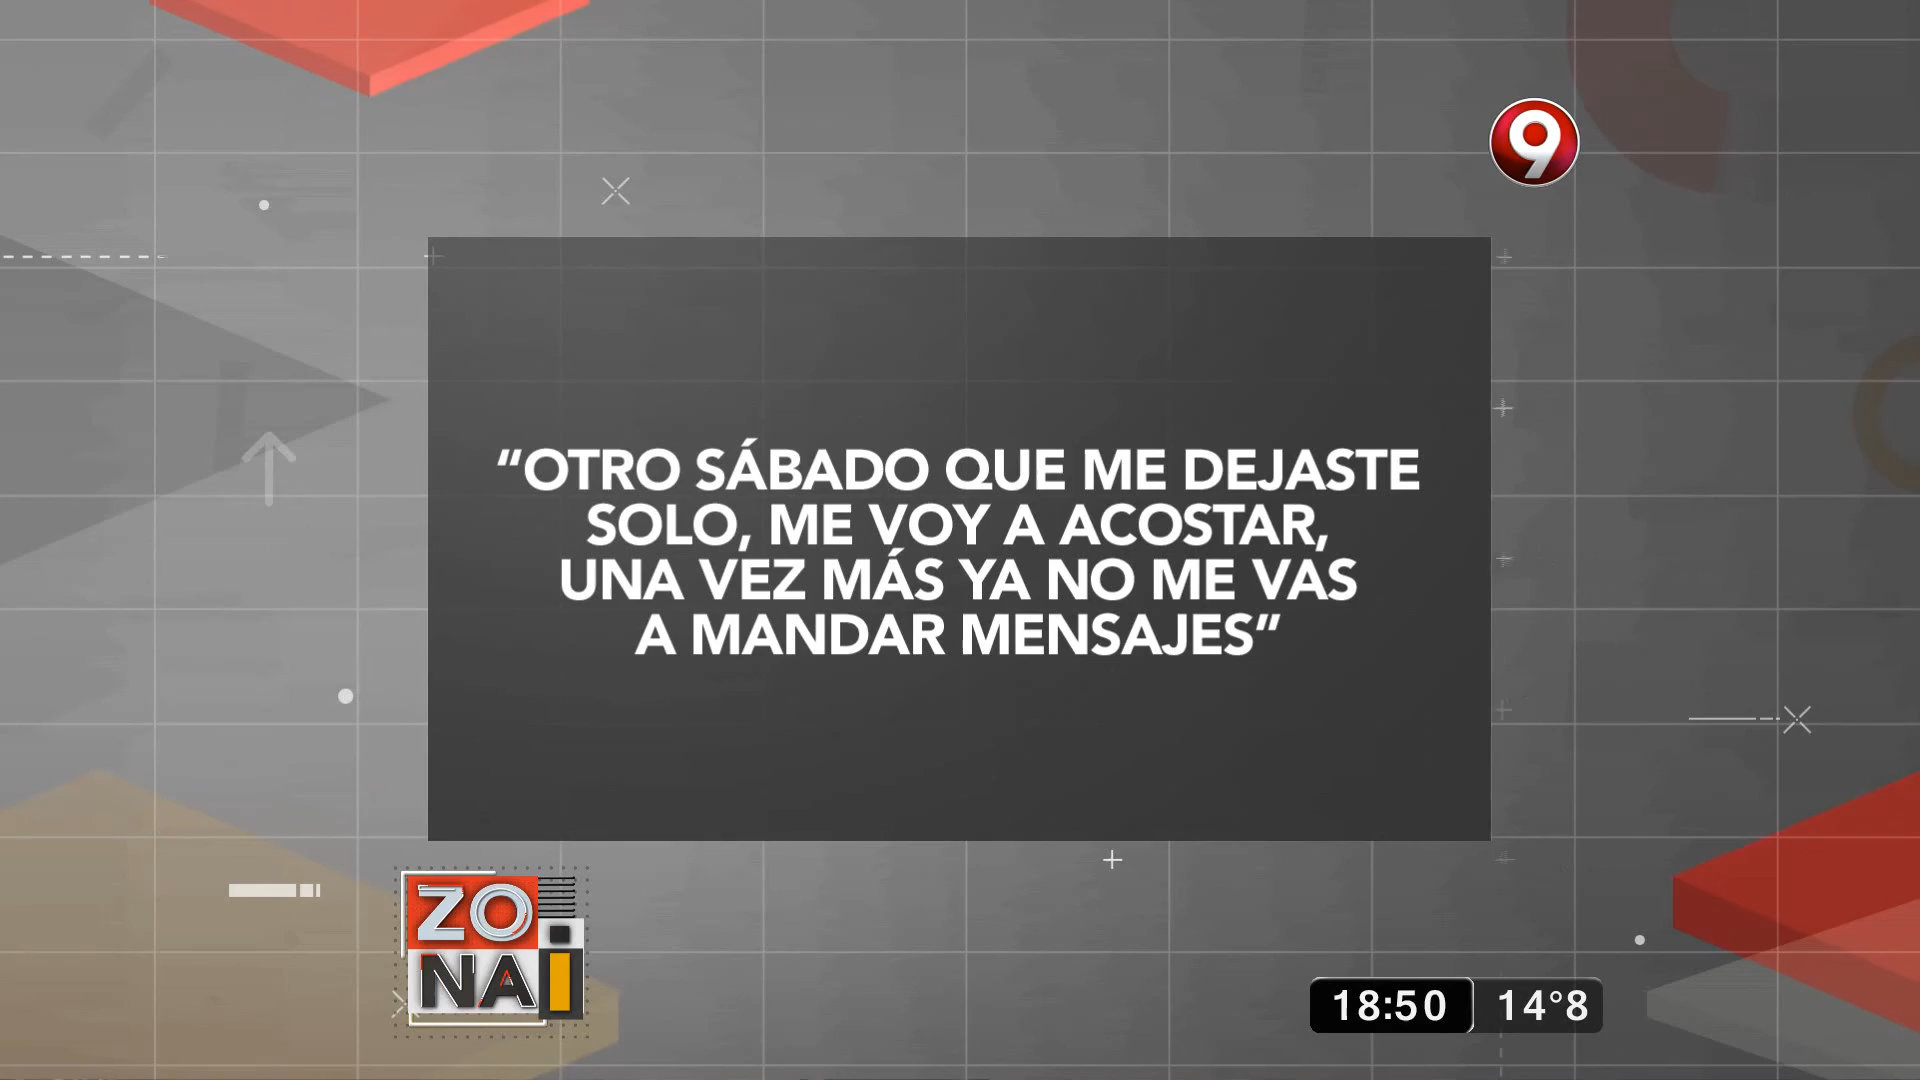 9
“OTRO SÁBADO QUE ME DEJASTE
SOLO, ME VOY A ACOSTAR,
UNA VEZ MÁS YA NO ME VAS
A MANDAR MENSAJES”
ZO
NA i
18:50 14°8